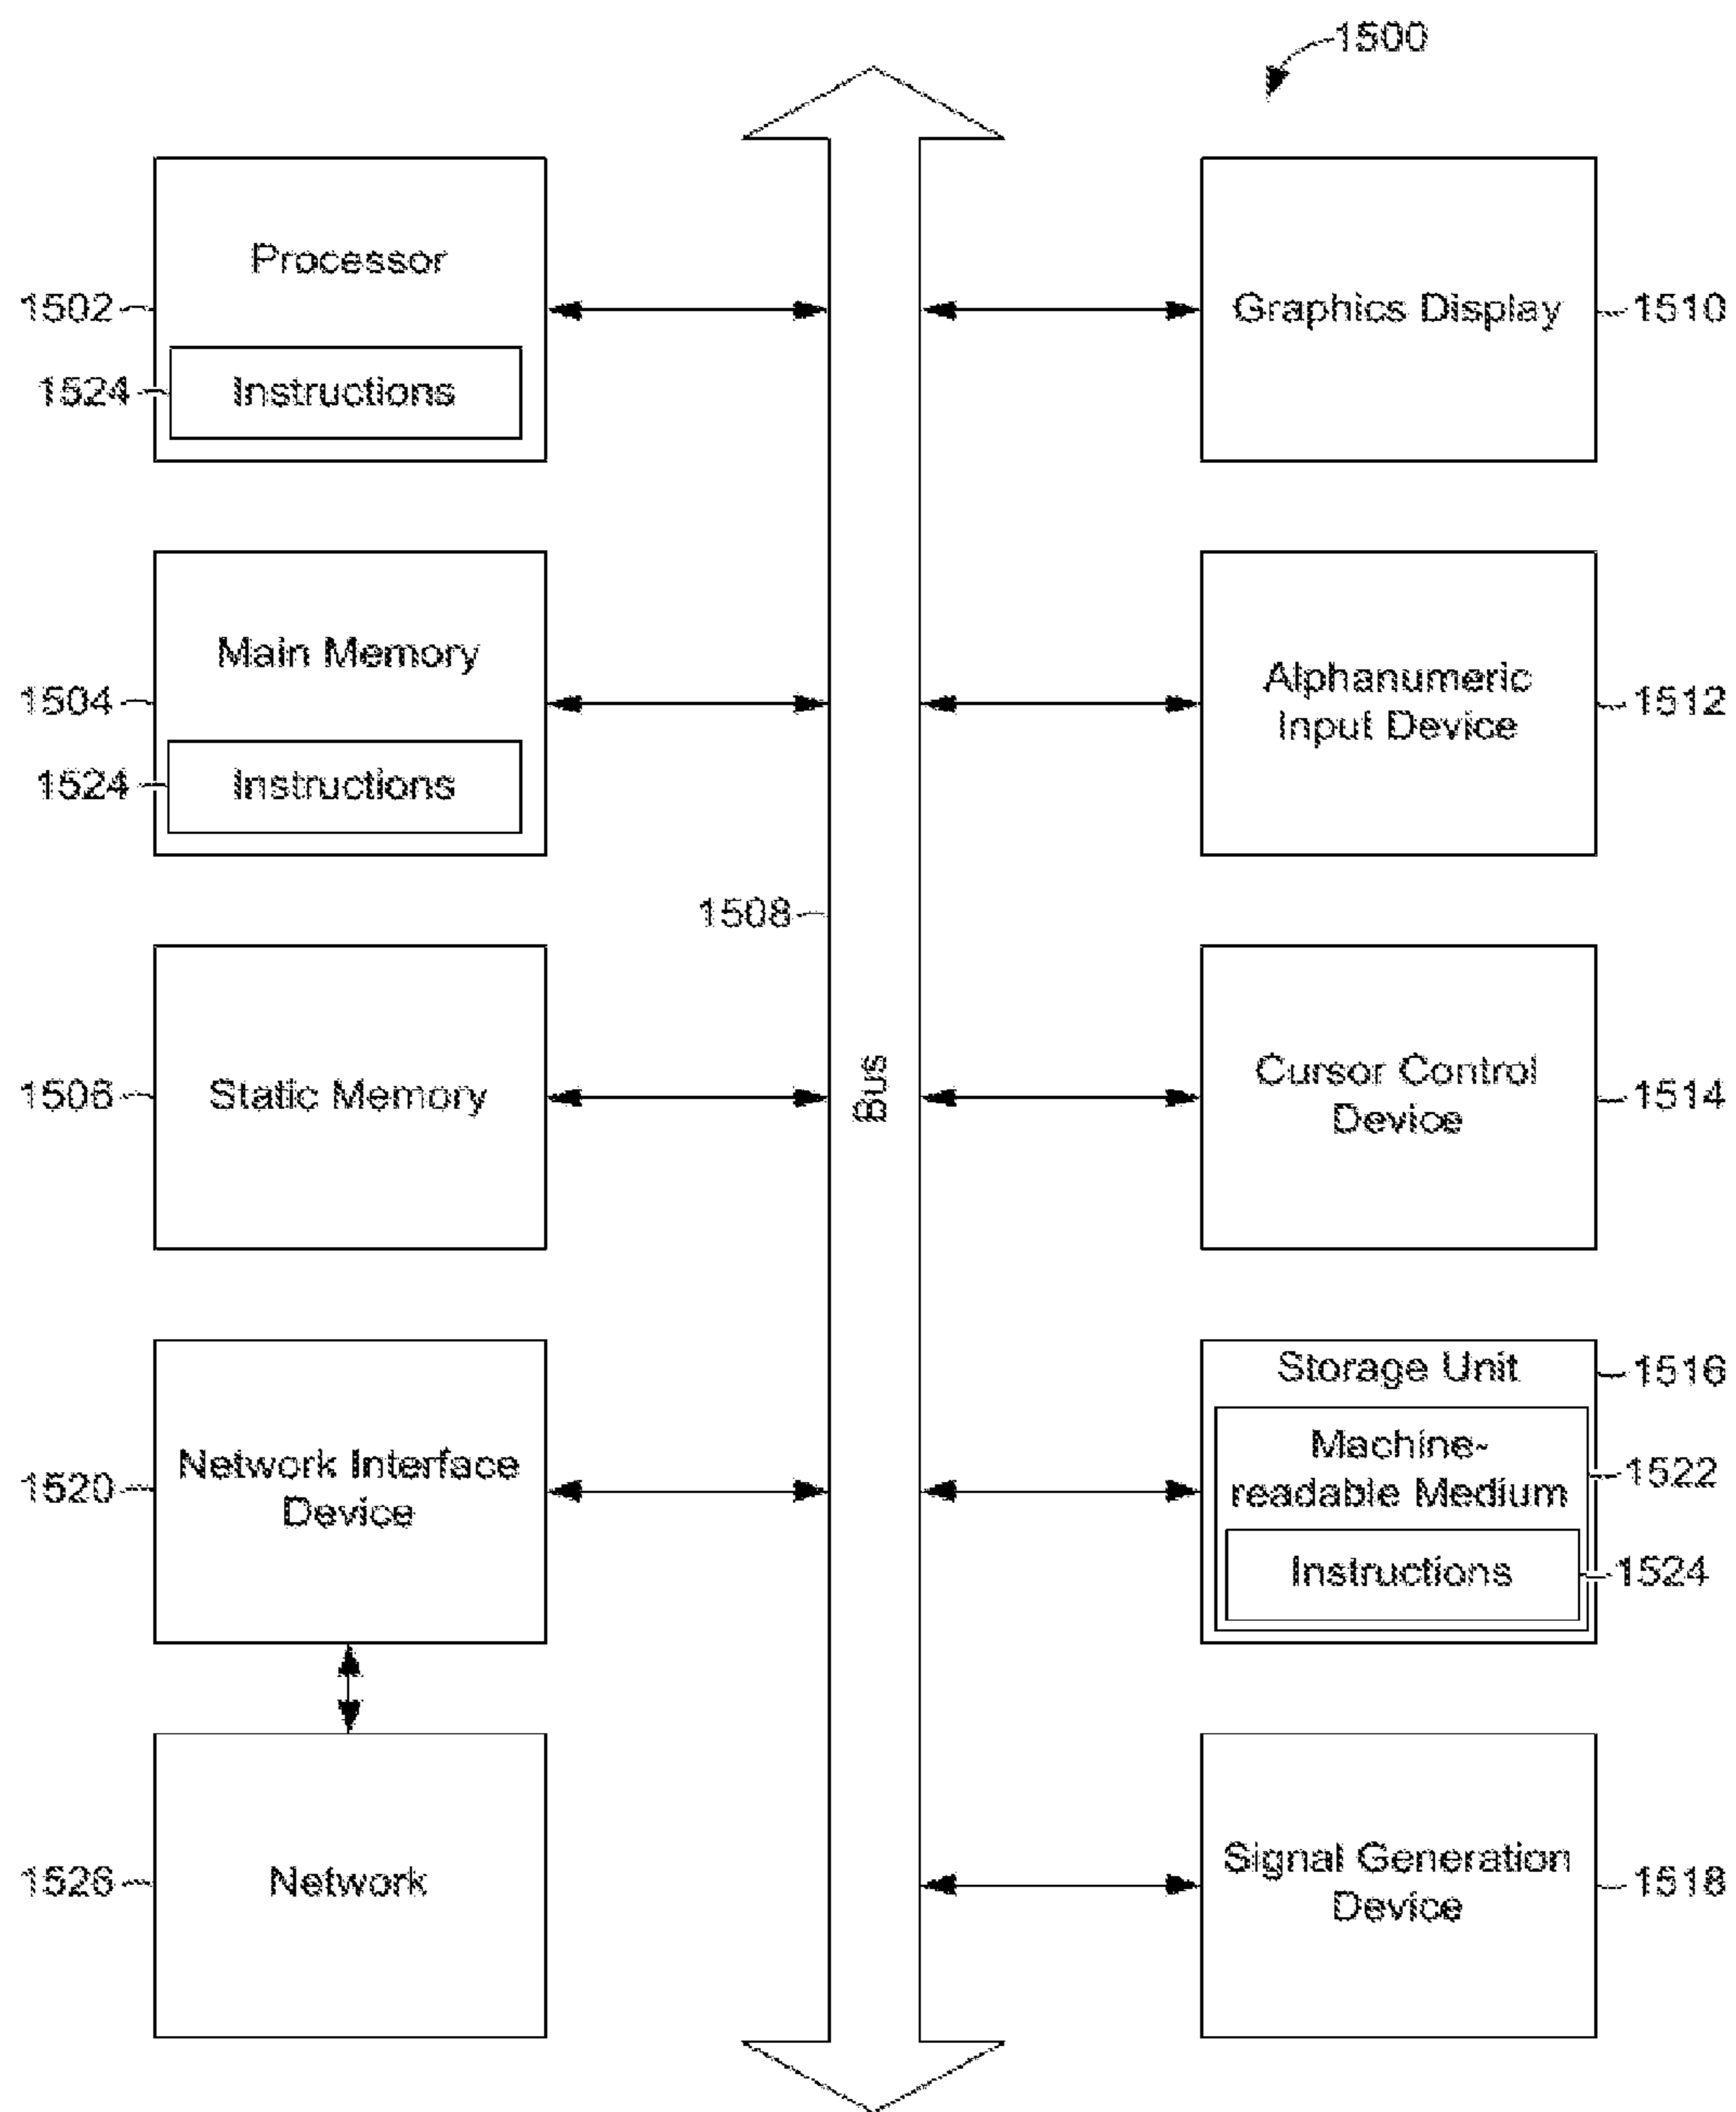 1500
Processor
1502
1524
Instructions
Main Memory
1504
1524
Instructions
1508
Static Memory
1506
Network Interface
Device
1520
Network
1526
Bus
Graphics Display
1510
Alphanumeric
Input Device
1512
Cursor Control
Device
1514
Storage Unit
1516
Machine-
readable Medium
1522
Instructions
1524
Signal Generation
Device
1518